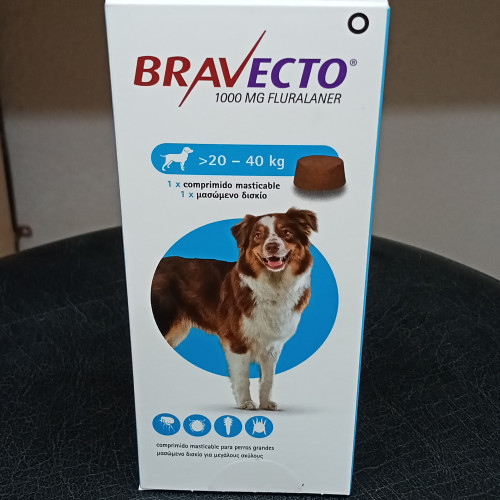 BRAVECTO®
1000 MG FLURALANER
>20 – 40 kg
1 x comprimido masticable
1 x μασώμενο δισκίο
comprimido masticable para perros grandes
μασώμενο δισκίο για μεγάλους σκύλους